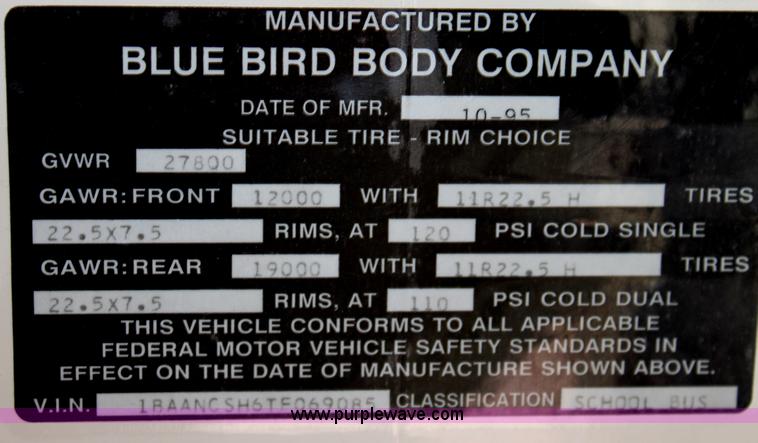 MANUFACTURED BY
BLUE BIRD BODY COMPANY
DATE OF MFR. 10-95
SUITABLE TIRE - RIM CHOICE
GVWR 27800
GAWR: FRONT 12000 WITH 11R22.5 H TIRES
22.5X7.5 RIMS, AT 120 PSI COLD SINGLE
GAWR: REAR 19000 WITH 11R22.5 H TIRES
22.5X7.5 RIMS, AT 110 PSI COLD DUAL
THIS VEHICLE CONFORMS TO ALL APPLICABLE
FEDERAL MOTOR VEHICLE SAFETY STANDARDS IN
EFFECT ON THE DATE OF MANUFACTURE SHOWN ABOVE.
V.I.N. 1BAANCSH6TF069085 CLASSIFICATION SCHOOL BUS
www.purplewave.com